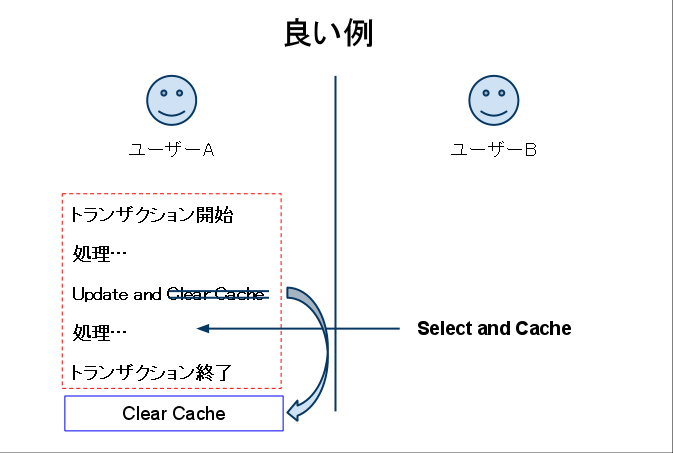 良い例
ユーザーA
ユーザーB
トランザクション開始
処理…
Update and Clear Cache
処理…
Select and Cache
トランザクション終了
Clear Cache